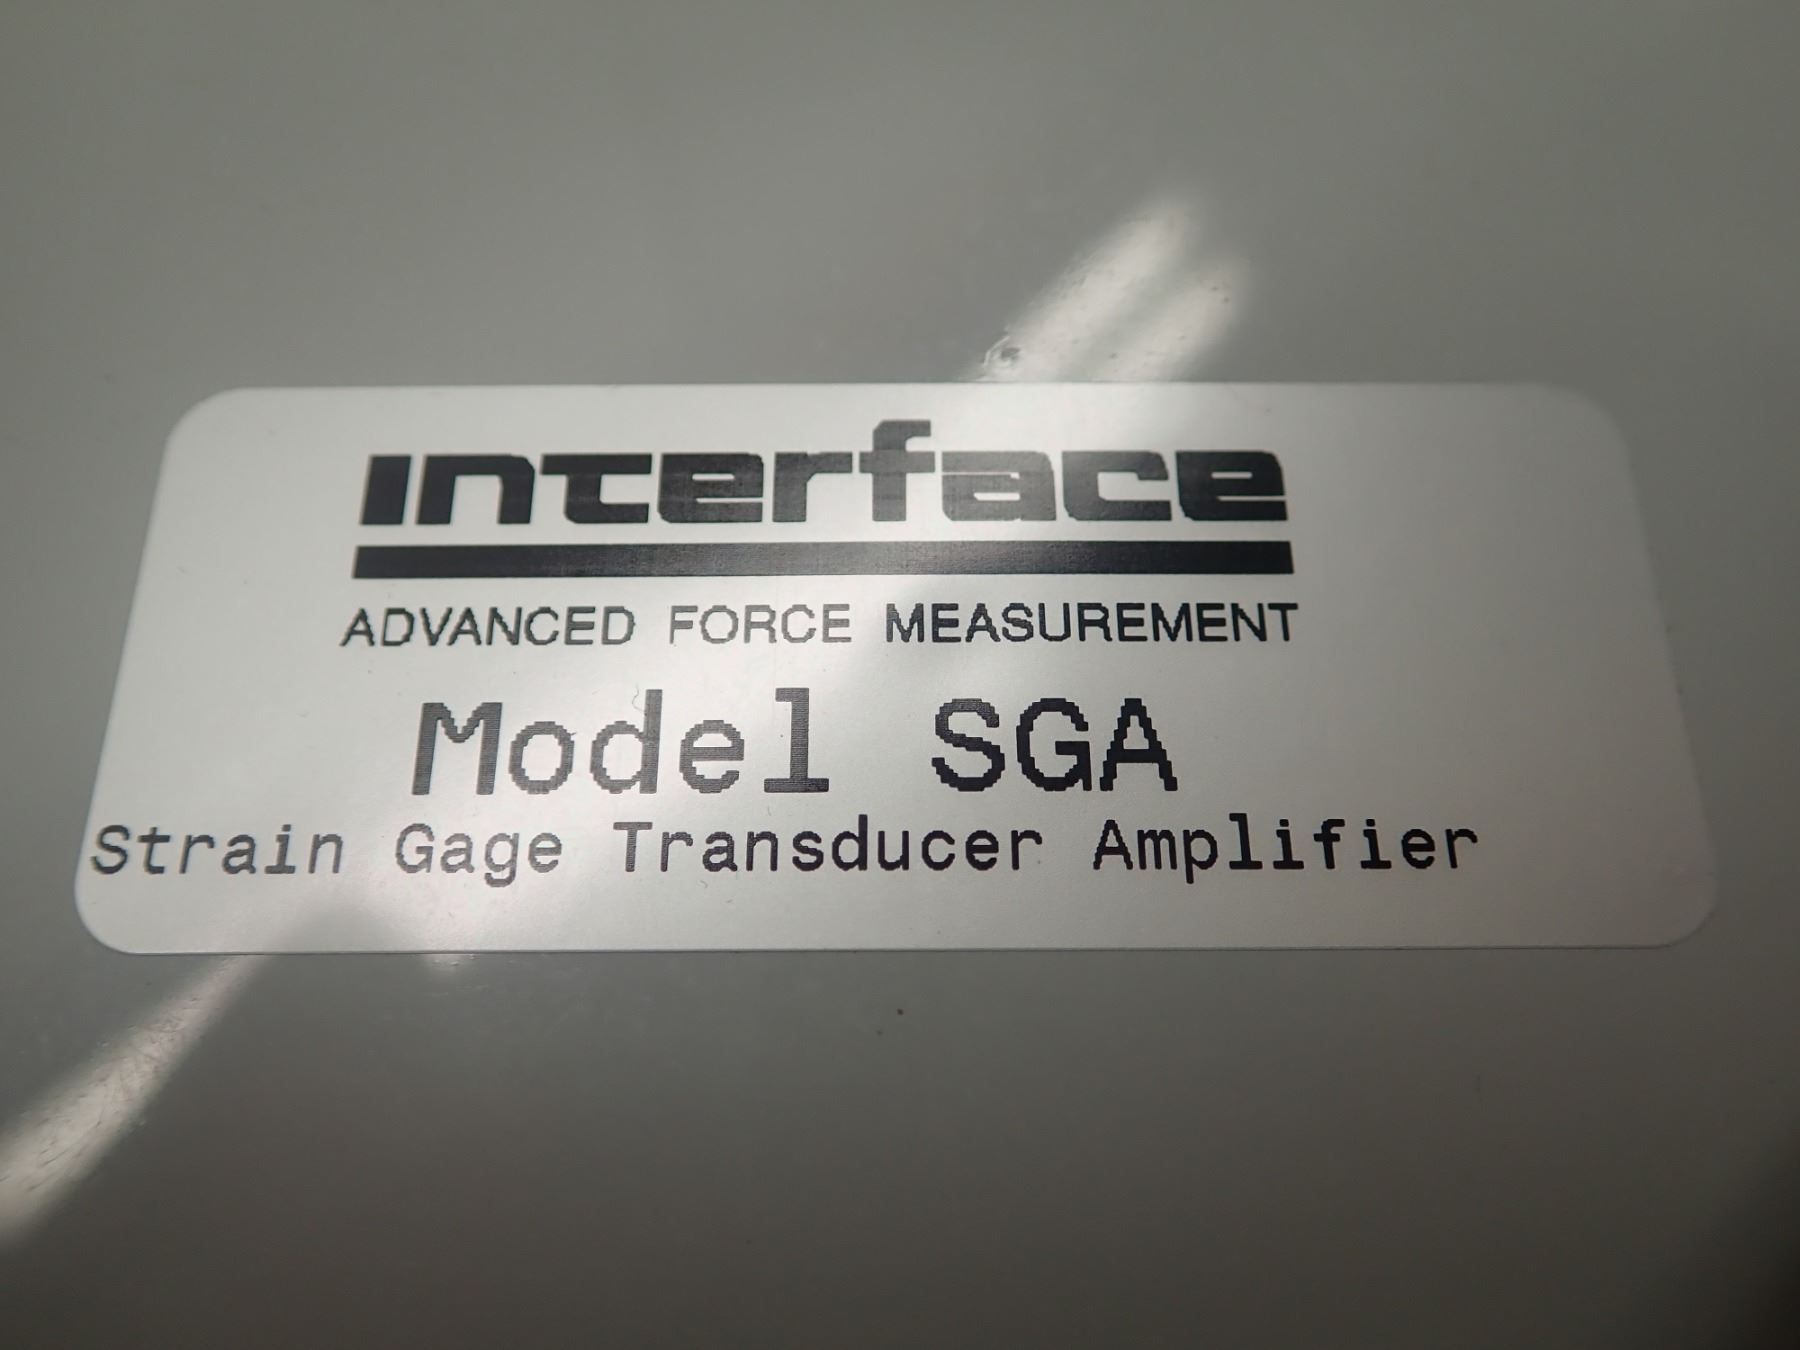 interface
ADVANCED FORCE MEASUREMENT
Model SGA
Strain Gage Transducer Amplifier